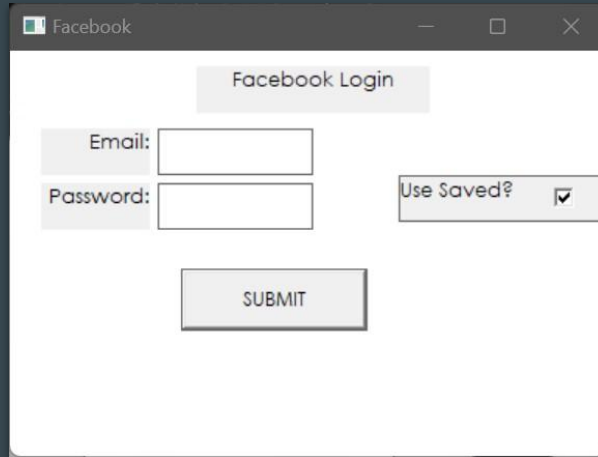 Facebook
Facebook Login
Email:
Password:
Use Saved?
SUBMIT